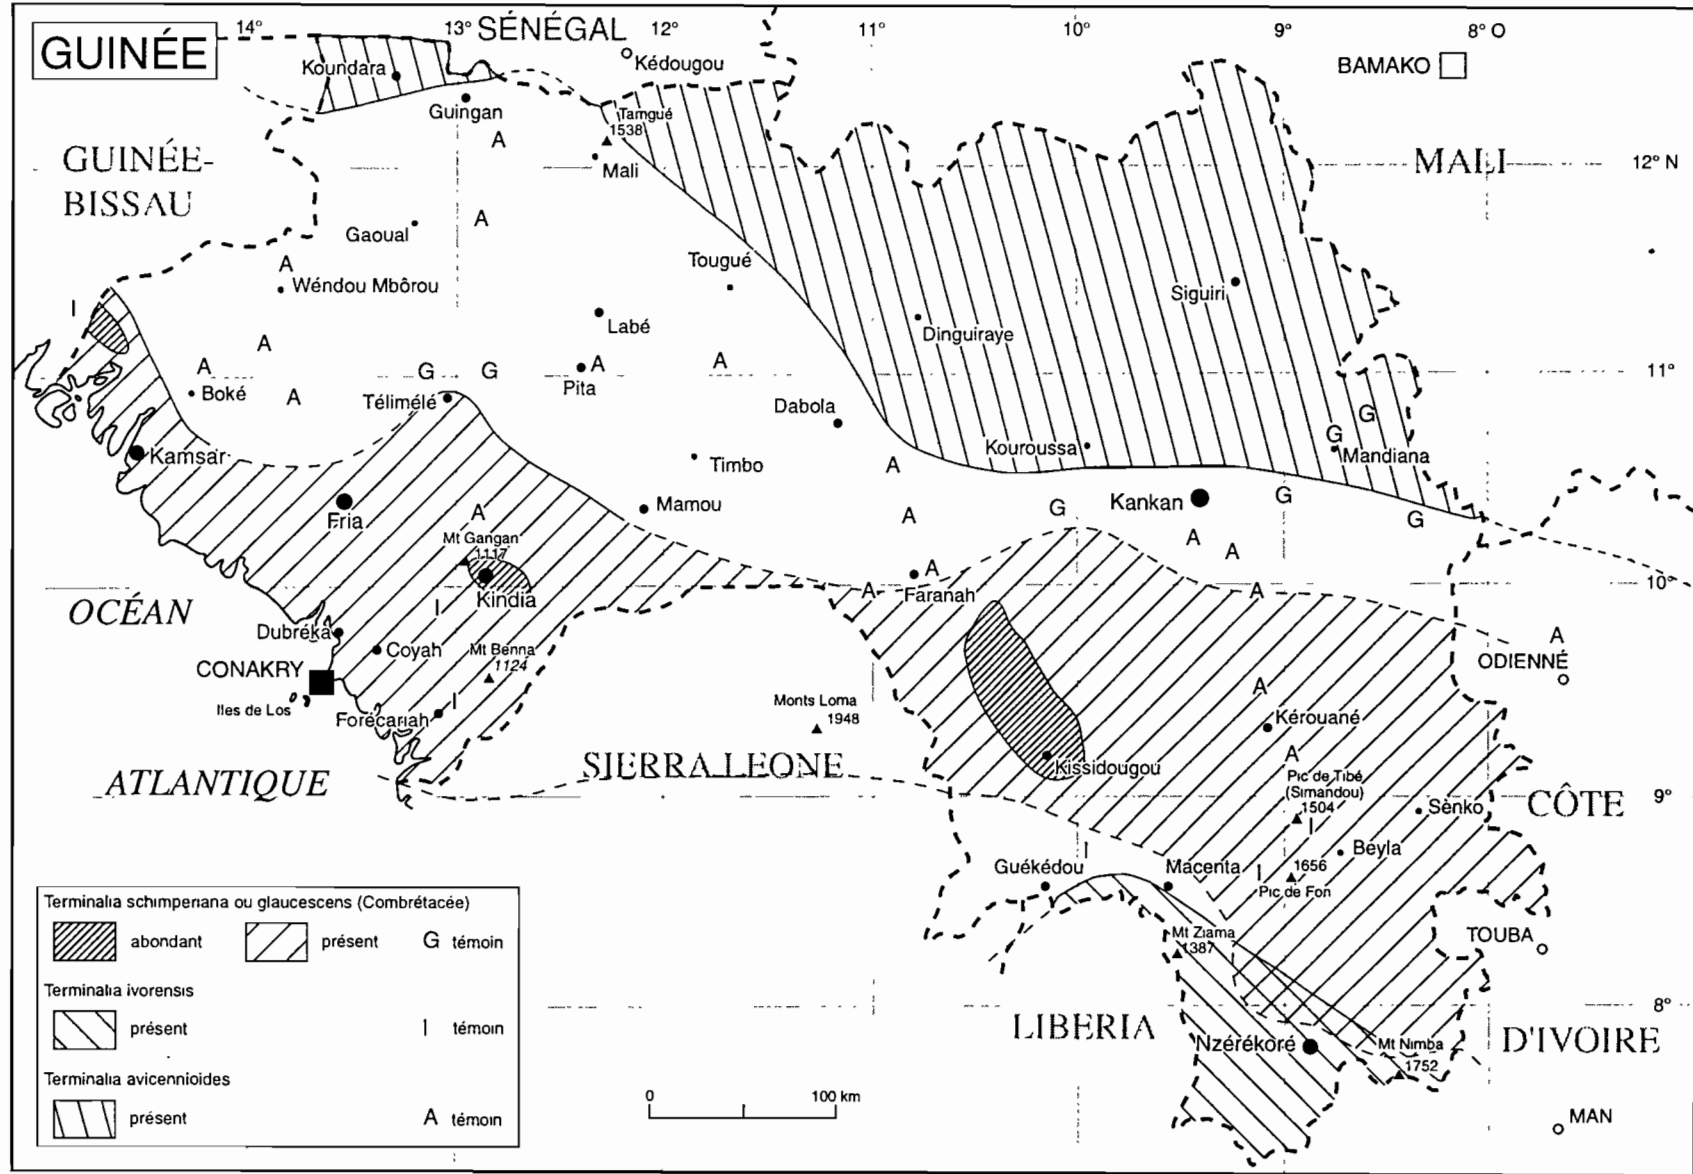 GUINÉE
14°
13°
SÉNÉGAL
12°
11°
10°
9°
8° O
Kédougou
BAMAKO
Koundara
Guingan
Tamgué
1538
A
Mali
GUINÉE-
BISSAU
MALI
12° N
A
Gaoual
A
Wéndou Mbôrou
Tougué
Siguiri
I
Labé
Dinguiraye
A
A
Boké
A
G
G
Pita
A
A
11°
Télimélé
Dabola
G
G
Kouroussa
Mandiana
Kamsar
Timbo
A
Fria
Mamou
A
A
G
Kankan
G
G
Mt Gangan
1117
Kindia
A
A
A
Faranah
A
A
10°
OCÉAN
I
Dubréka
Coyah
Mt Benna
1124
A
ODIENNÉ
CONAKRY
Iles de Los
Forécariah
I
Monts Loma
1948
A
Kérouané
A
SIERRA LEONE
Kissidougou
Pic de Tibé
(Simandou)
1504
I
ATLANTIQUE
Sènko
CÔTE
9°
I
Guékédou
Macenta
I
1656
Pic de Fon
Béyla
Mt Ziama
1387
TOUBA
LIBERIA
8°
Nzérékoré
Mt Nimba
1752
D'IVOIRE
MAN
Terminalia schimperiana ou glaucescens (Combrétacée)
abondant présent G témoin
Terminalia ivorensis
présent I témoin
Terminalia avicennioides
présent A témoin
0 100 km